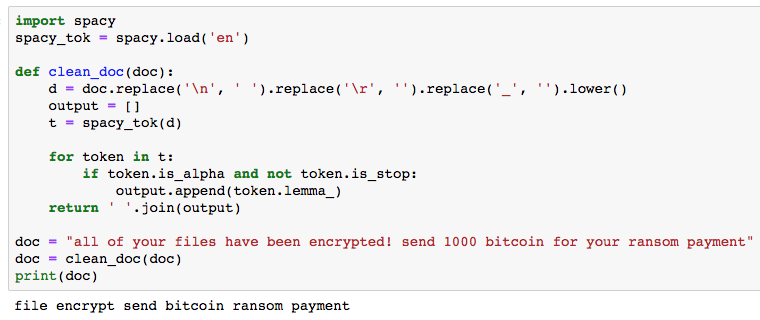 import spacy
spacy_tok = spacy.load('en')
def clean_doc(doc):
    d = doc.replace('\n', ' ').replace('\r', '').replace('_', '').lower()
    output = []
    t = spacy_tok(d)
    for token in t:
        if token.is_alpha and not token.is_stop:
            output.append(token.lemma_)
    return ' '.join(output)
doc = "all of your files have been encrypted! send 1000 bitcoin for your ransom payment"
doc = clean_doc(doc)
print(doc)
file encrypt send bitcoin ransom payment